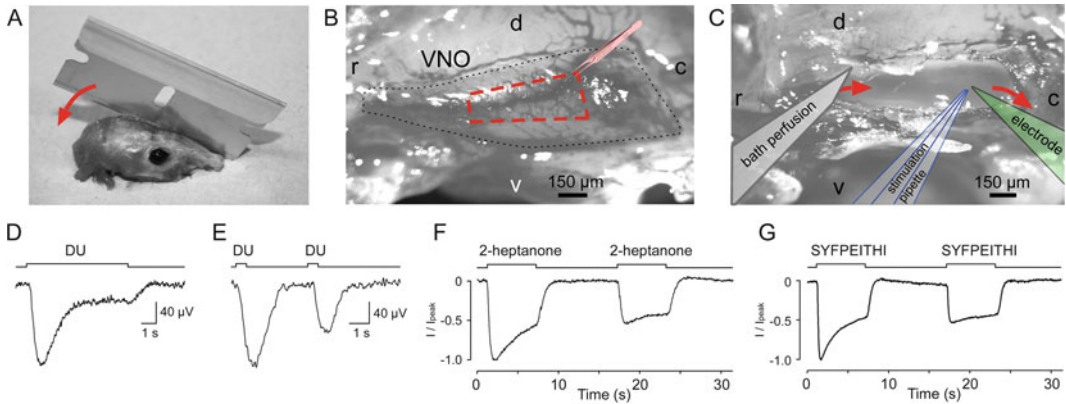 A
B
d
VNO
r
c
v
150 µm
C
d
r
c
bath perfusion
stimulation
pipette
electrode
v
150 µm
D
DU
40 µV
1 s
E
DU DU
40 µV
1 s
F
2-heptanone 2-heptanone
I / Ipeak
0
-0.5
-1.0
0 10 20 30
Time (s)
G
SYFPEITHI SYFPEITHI
I / Ipeak
0
-0.5
-1.0
0 10 20 30
Time (s)